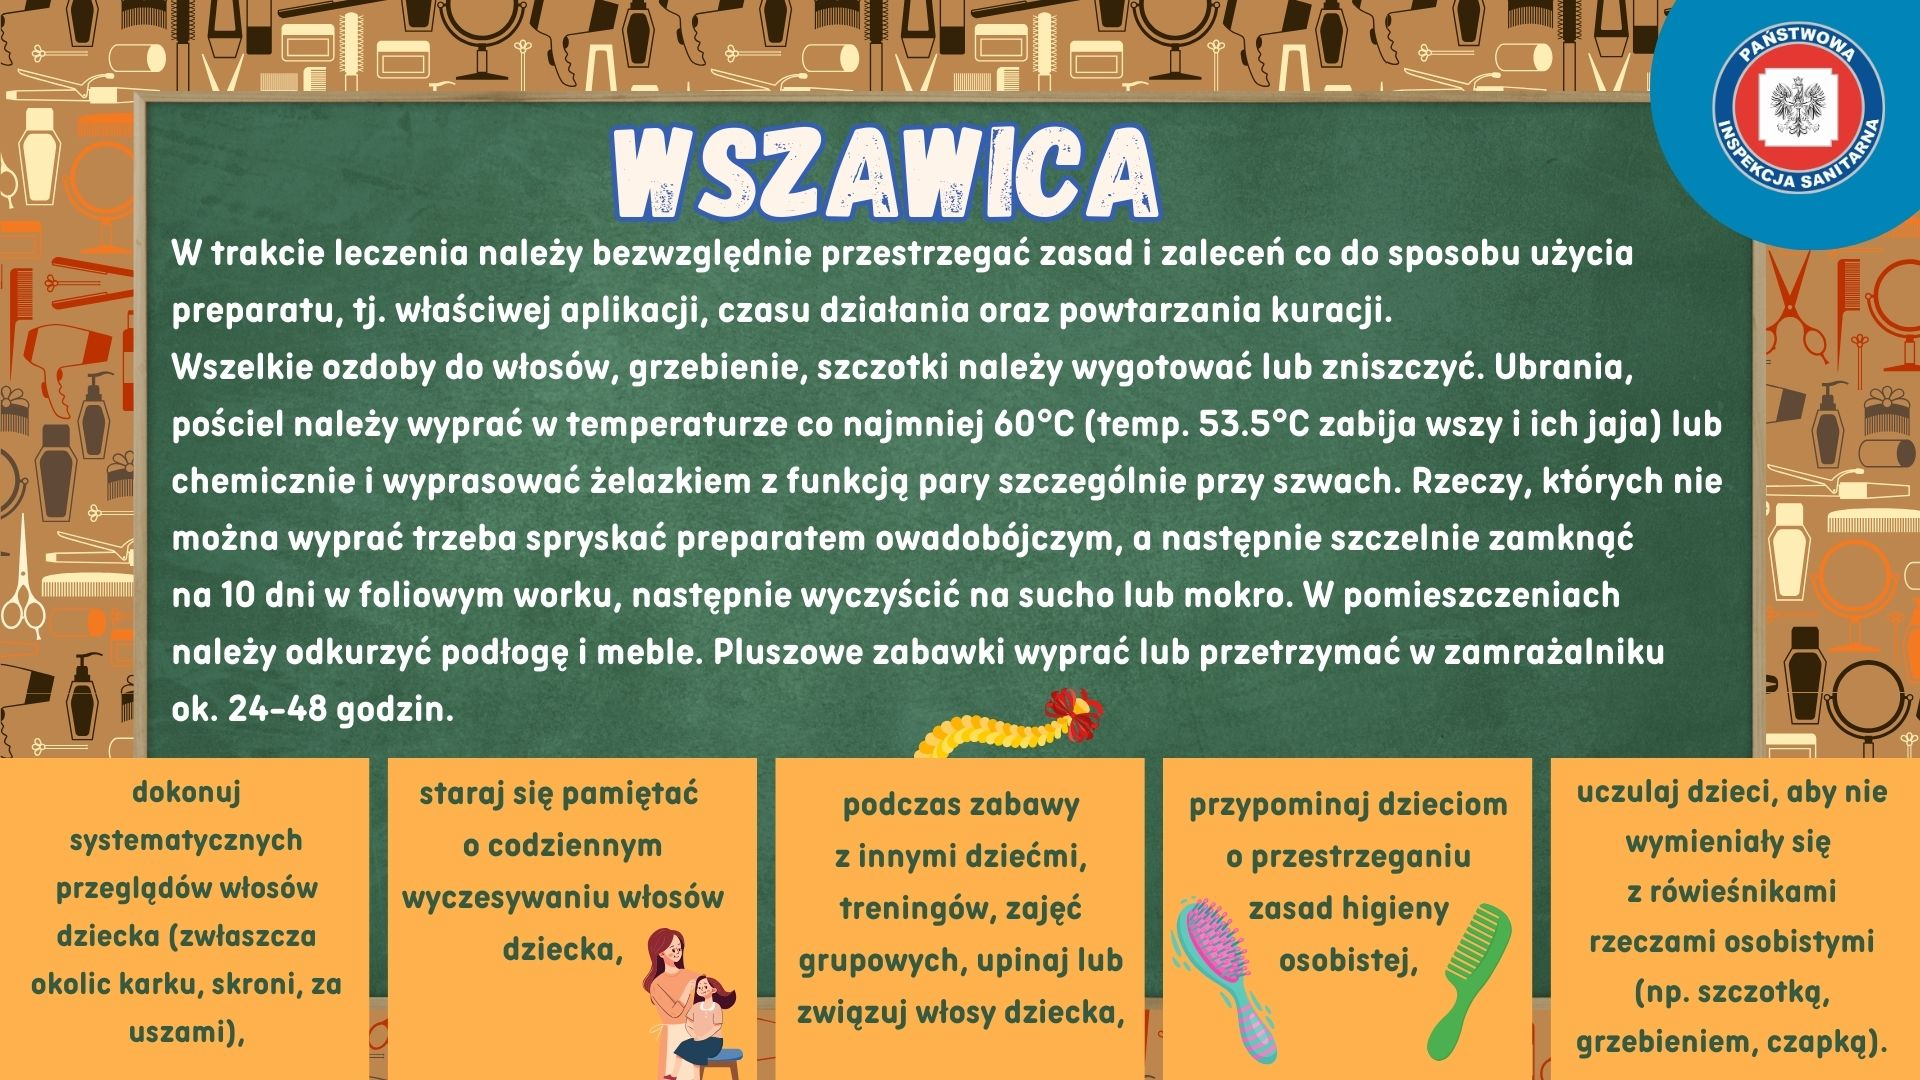 PAŃSTWOWA
INSPEKCJA SANITARNA
WSZAWICA
W trakcie leczenia należy bezwzględnie przestrzegać zasad i zaleceń co do sposobu użycia
preparatu, tj. właściwej aplikacji, czasu działania oraz powtarzania kuracji.
Wszelkie ozdoby do włosów, grzebienie, szczotki należy wygotować lub zniszczyć. Ubrania,
pościel należy wyprać w temperaturze co najmniej 60°C (temp. 53.5°C zabija wszy i ich jaja) lub
chemicznie i wyprasować żelazkiem z funkcją pary szczególnie przy szwach. Rzeczy, których nie
można wyprać trzeba spryskać preparatem owadobójczym, a następnie szczelnie zamknąć
na 10 dni w foliowym worku, następnie wyczyścić na sucho lub mokro. W pomieszczeniach
należy odkurzyć podłogę i meble. Pluszowe zabawki wyprać lub przetrzymać w zamrażalniku
ok. 24-48 godzin.
dokonuj
systematycznych
przeglądów włosów
dziecka (zwłaszcza
okolic karku, skroni, za
uszami),
staraj się pamiętać
o codziennym
wyczesywaniu włosów
dziecka,
podczas zabawy
z innymi dziećmi,
treningów, zajęć
grupowych, upinaj lub
związuj włosy dziecka,
przypominaj dzieciom
o przestrzeganiu
zasad higieny
osobistej,
uczulaj dzieci, aby nie
wymieniały się
z rówieśnikami
rzeczami osobistymi
(np. szczotką,
grzebieniem, czapką).